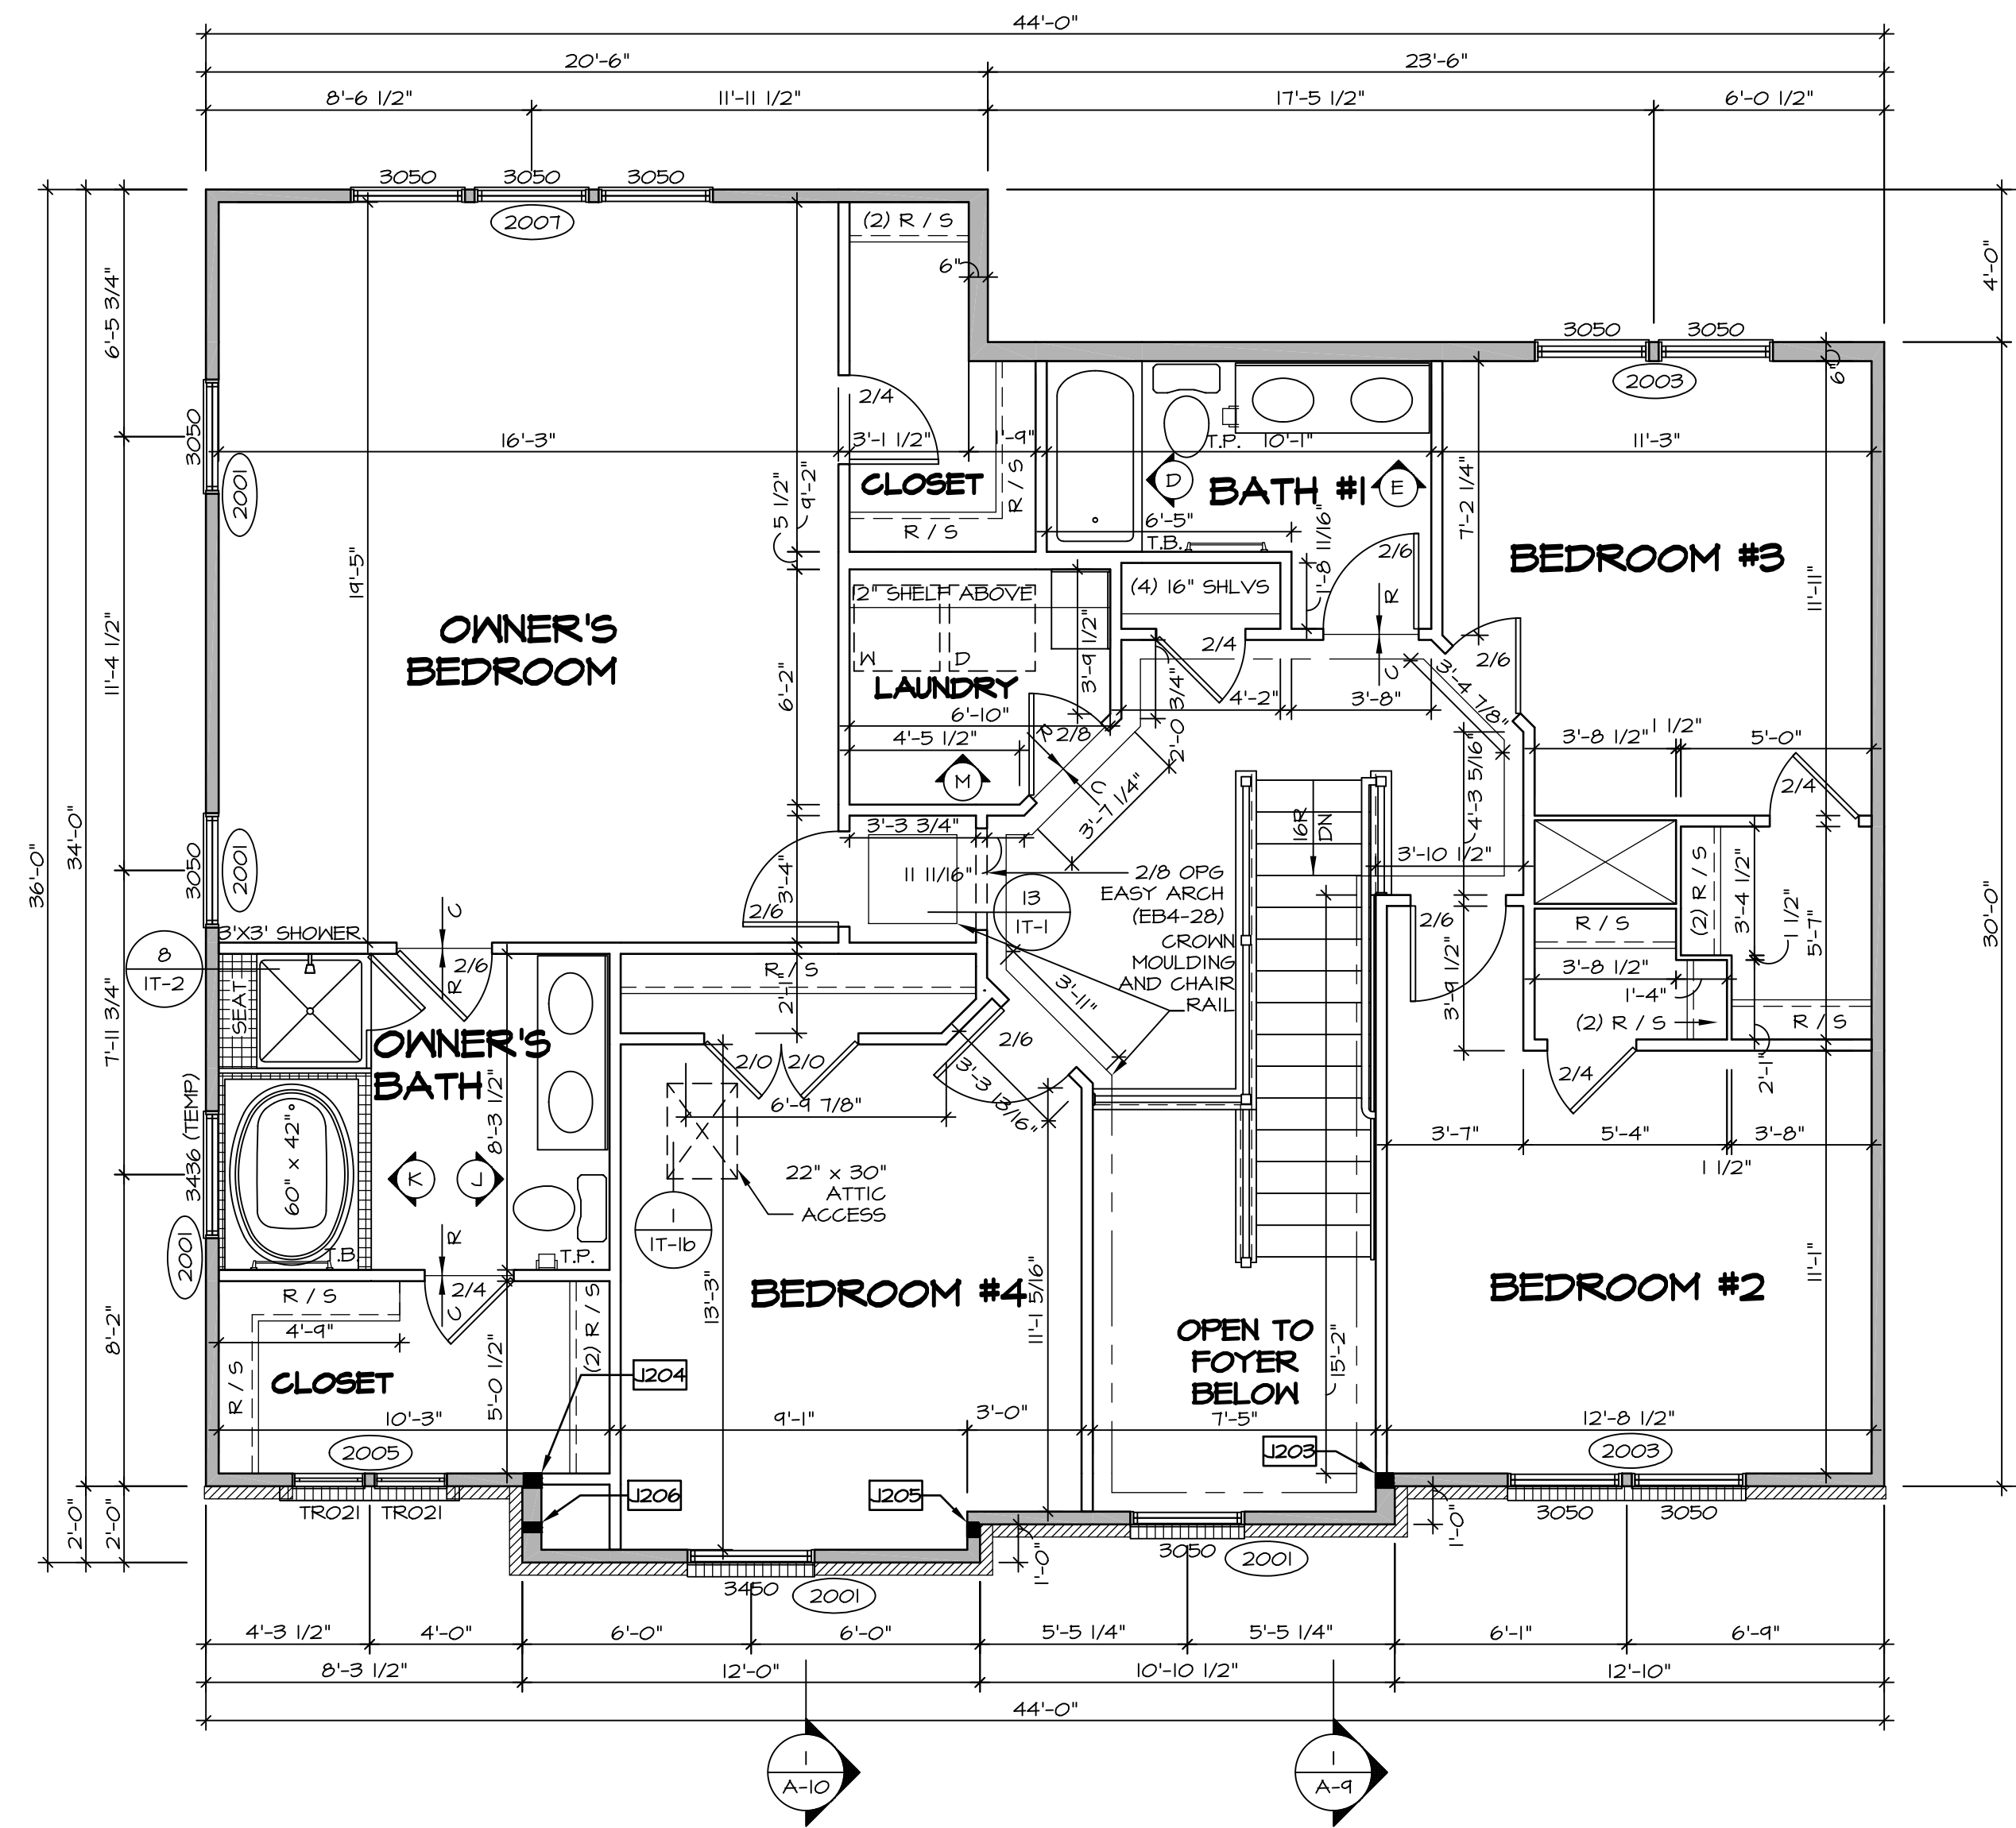 44'-0"
20'-6"
23'-6"
8'-6 1/2"
11'-11 1/2"
17'-5 1/2"
6'-0 1/2"
3050
3050
3050
2007
(2) R / S
6"
4'-0"
6'-5 3/4"
3050
3050
2003
6"
2/4
3050
2001
16'-3"
3'-1 1/2"
1'-9"
T.P.
10'-1"
11'-3"
CLOSET
R / S
R / S
D
BATH #1
E
7'-2 1/4"
5 1/2"
9'-2"
6'-5"
T.B.
1'-8 11/16"
2/6
BEDROOM #3
19'-5"
11'-11"
12" SHELF ABOVE
(4) 16" SHLVS
R
C
OWNER'S
BEDROOM
W
D
LAUNDRY
3'-9 1/2"
2/4
2/6
3'-4 7/8"
11'-4 1/2"
6'-2"
6'-10"
2/8
R
C
2'-0 3/4"
4'-2"
3'-8"
4'-5 1/2"
M
3'-7 1/4"
4'-3 5/16"
3'-8 1/2"
1 1/2"
5'-0"
2/4
3'-3 3/4"
16R
DN
3050
2001
36'-0"
34'-0"
30'-0"
3'-4"
11 11/16"
2/8 OPG
EASY ARCH
(EB4-28)
13
IT-1
CROWN
MOULDING
AND CHAIR
RAIL
3'-10 1/2"
(2) R / S
3'-4 1/2"
1 1/2"
5'-7"
2/6
2/6
C
R
3'X3' SHOWER
8
IT-2
2/6
SEAT
R / S
2'-1"
3'-11"
3'-9 1/2"
R / S
3'-8 1/2"
1'-4"
(2) R / S
R / S
2'-1"
7'-11 3/4"
OWNER'S
BATH
8'-3 1/2"
2/0
2/0
2/6
3'-3 13/16"
2/4
6'-9 7/8"
3436 (TEMP)
2001
60" x 42"
K
J
22" x 30"
ATTIC
ACCESS
1
IT-1b
3'-7"
5'-4"
3'-8"
1 1/2"
T.B.
R
C
T.P.
2/4
R / S
4'-9"
8'-2"
BEDROOM #4
13'-3"
11'-1 5/16"
BEDROOM #2
11'-1"
OPEN TO
FOYER
BELOW
15'-2"
R / S
CLOSET
5'-0 1/2"
(2) R / S
J204
10'-3"
9'-1"
3'-0"
7'-5"
12'-8 1/2"
2005
J203
2003
J206
J205
TR021
TR021
3050
3050
1'-0"
1'-0"
3050
2001
3450
2001
2'-0"
2'-0"
4'-3 1/2"
4'-0"
6'-0"
6'-0"
5'-5 1/4"
5'-5 1/4"
6'-1"
6'-9"
8'-3 1/2"
12'-0"
10'-10 1/2"
12'-10"
44'-0"
1
A-10
1
A-9